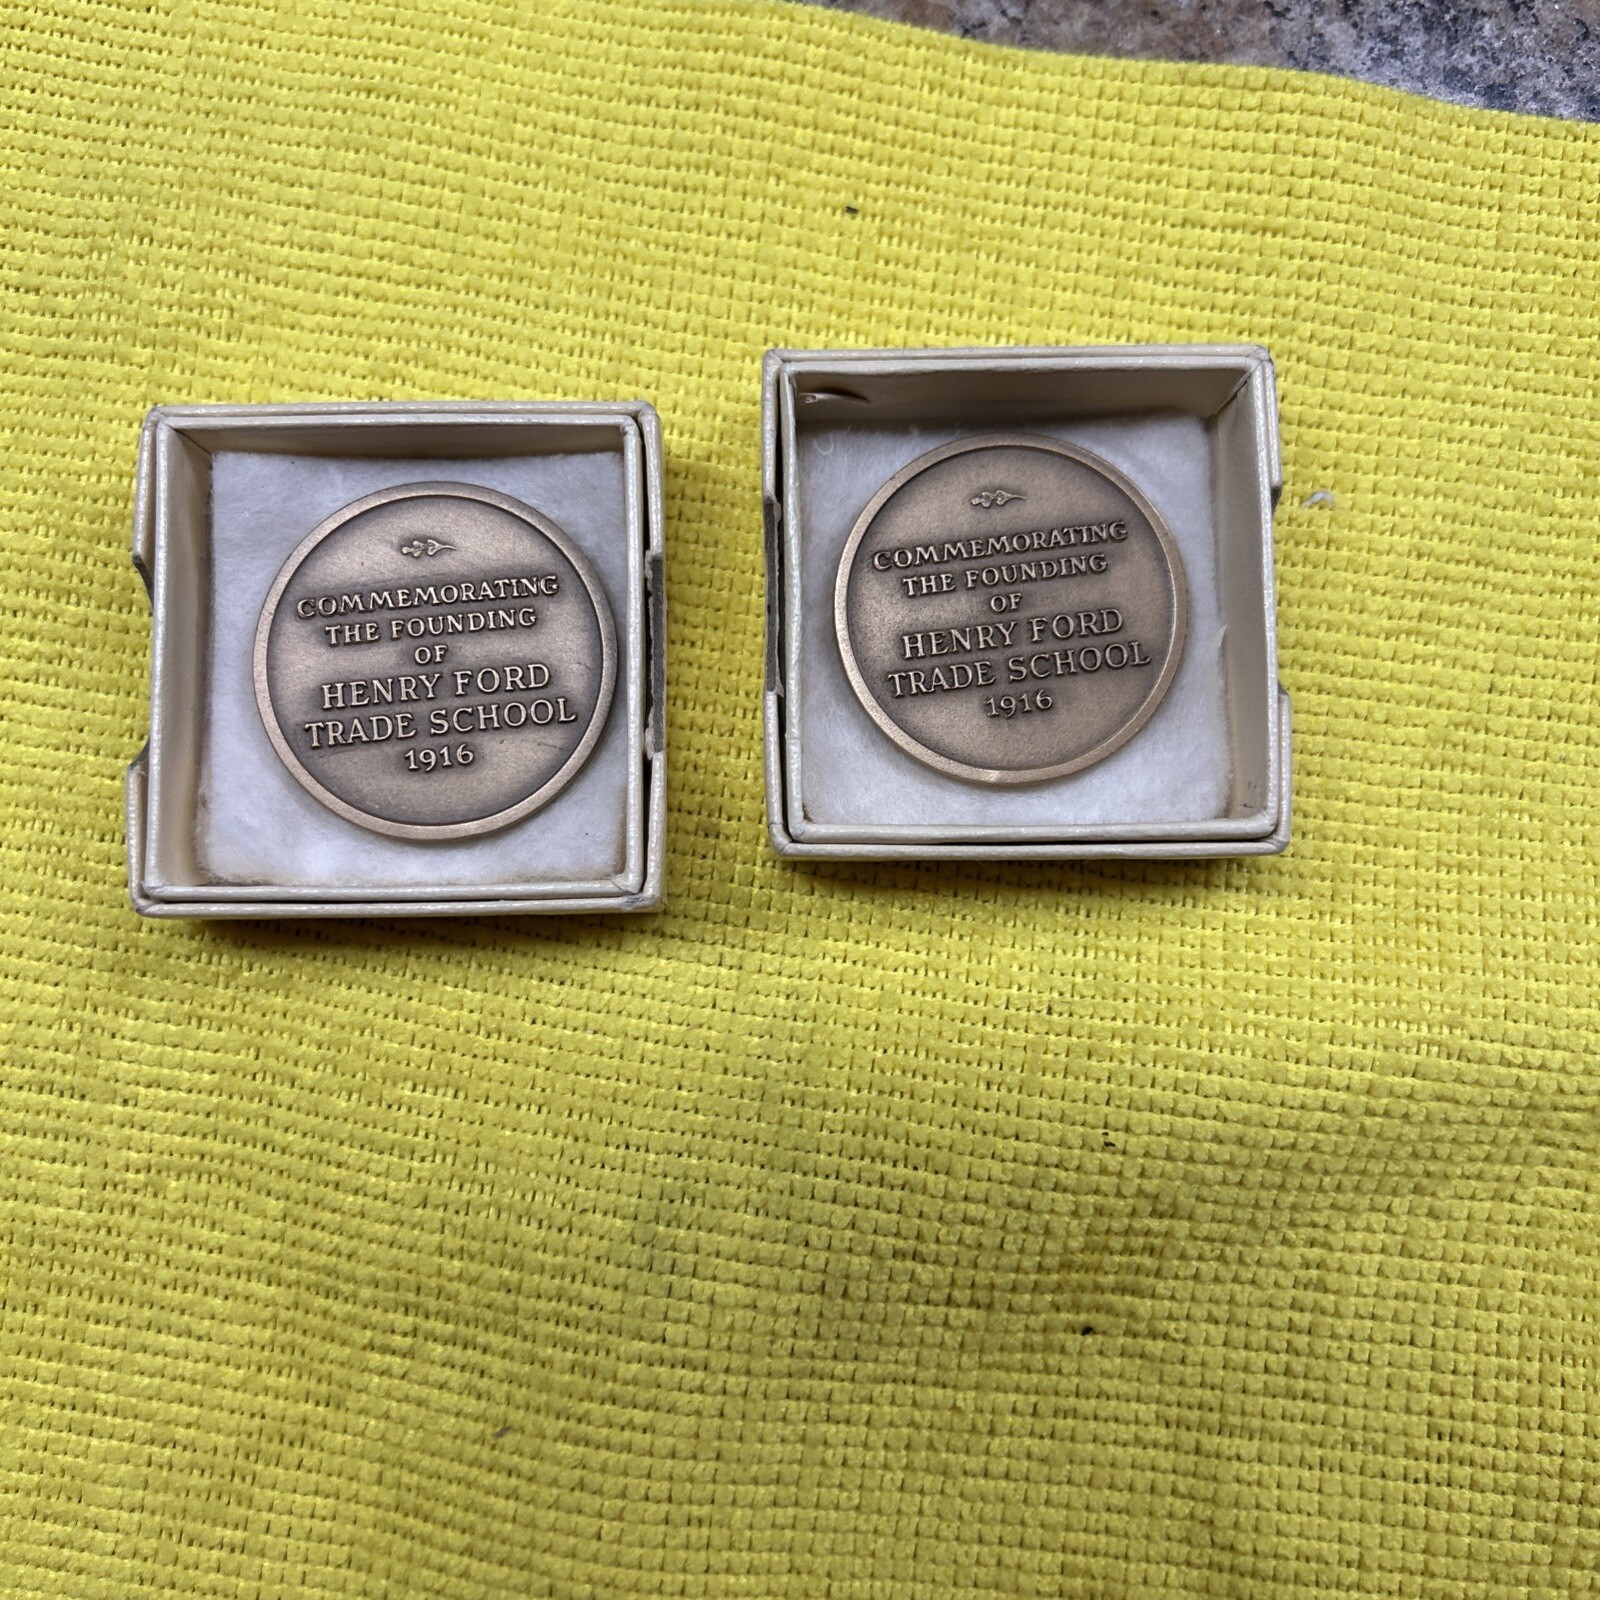 COMMEMORATING
THE FOUNDING
OF
HENRY FORD
TRADE SCHOOL
1916
COMMEMORATING
THE FOUNDING
OF
HENRY FORD
TRADE SCHOOL
1916